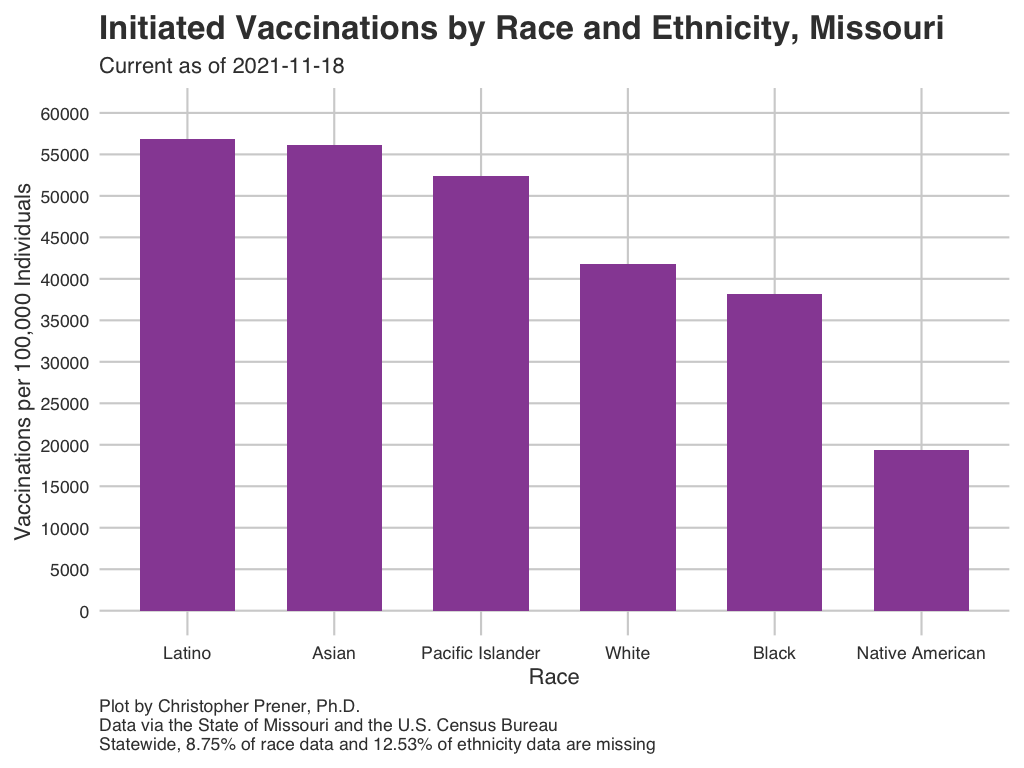 Initiated Vaccinations by Race and Ethnicity, Missouri
Current as of 2021-11-18
Vaccinations per 100,000 Individuals
60000
55000
50000
45000
40000
35000
30000
25000
20000
15000
10000
5000
0
Latino
Asian
Pacific Islander
White
Black
Native American
Race
Plot by Christopher Prener, Ph.D.
Data via the State of Missouri and the U.S. Census Bureau
Statewide, 8.75% of race data and 12.53% of ethnicity data are missing